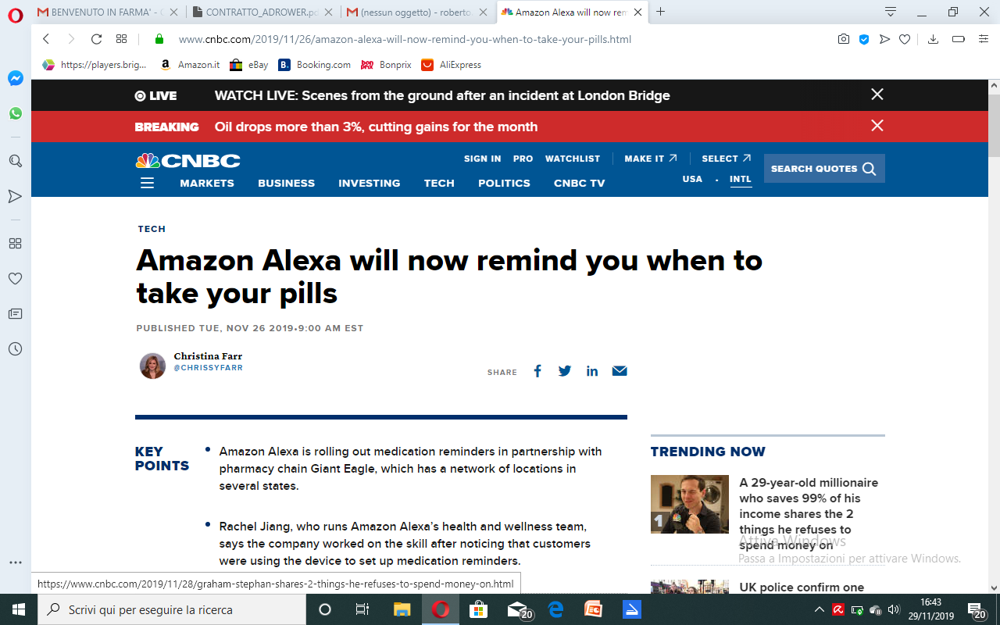 BENVENUTO IN FARMA' - G
CONTRATTO_ADROWER.pd
(nessun oggetto) - roberto.
Amazon Alexa will now rem
www.cnbc.com/2019/11/26/amazon-alexa-will-now-remind-you-when-to-take-your-pills.html
https://players.brig...
Amazon.it
eBay
Booking.com
Bonprix
AliExpress
LIVE WATCH LIVE: Scenes from the ground after an incident at London Bridge
BREAKING Oil drops more than 3%, cutting gains for the month
CNBC
SIGN IN PRO WATCHLIST MAKE IT SELECT
USA · INTL
SEARCH QUOTES
MARKETS BUSINESS INVESTING TECH POLITICS CNBC TV
TECH
Amazon Alexa will now remind you when to
take your pills
PUBLISHED TUE, NOV 26 2019•9:00 AM EST
Christina Farr
@CHRISSYFARR
SHARE
KEY
POINTS
• Amazon Alexa is rolling out medication reminders in partnership with
pharmacy chain Giant Eagle, which has a network of locations in
several states.
• Rachel Jiang, who runs Amazon Alexa's health and wellness team,
says the company worked on the skill after noticing that customers
were using the device to set up medication reminders.
TRENDING NOW
1
A 29-year-old millionaire
who saves 99% of his
income shares the 2
things he refuses to
spend money on
UK police confirm one
Attiva Windows
Passa a Impostazioni per attivare Windows.
https://www.cnbc.com/2019/11/28/graham-stephan-shares-2-things-he-refuses-to-spend-money-on.html
Scrivi qui per eseguire la ricerca
20
16:43
29/11/2019
20